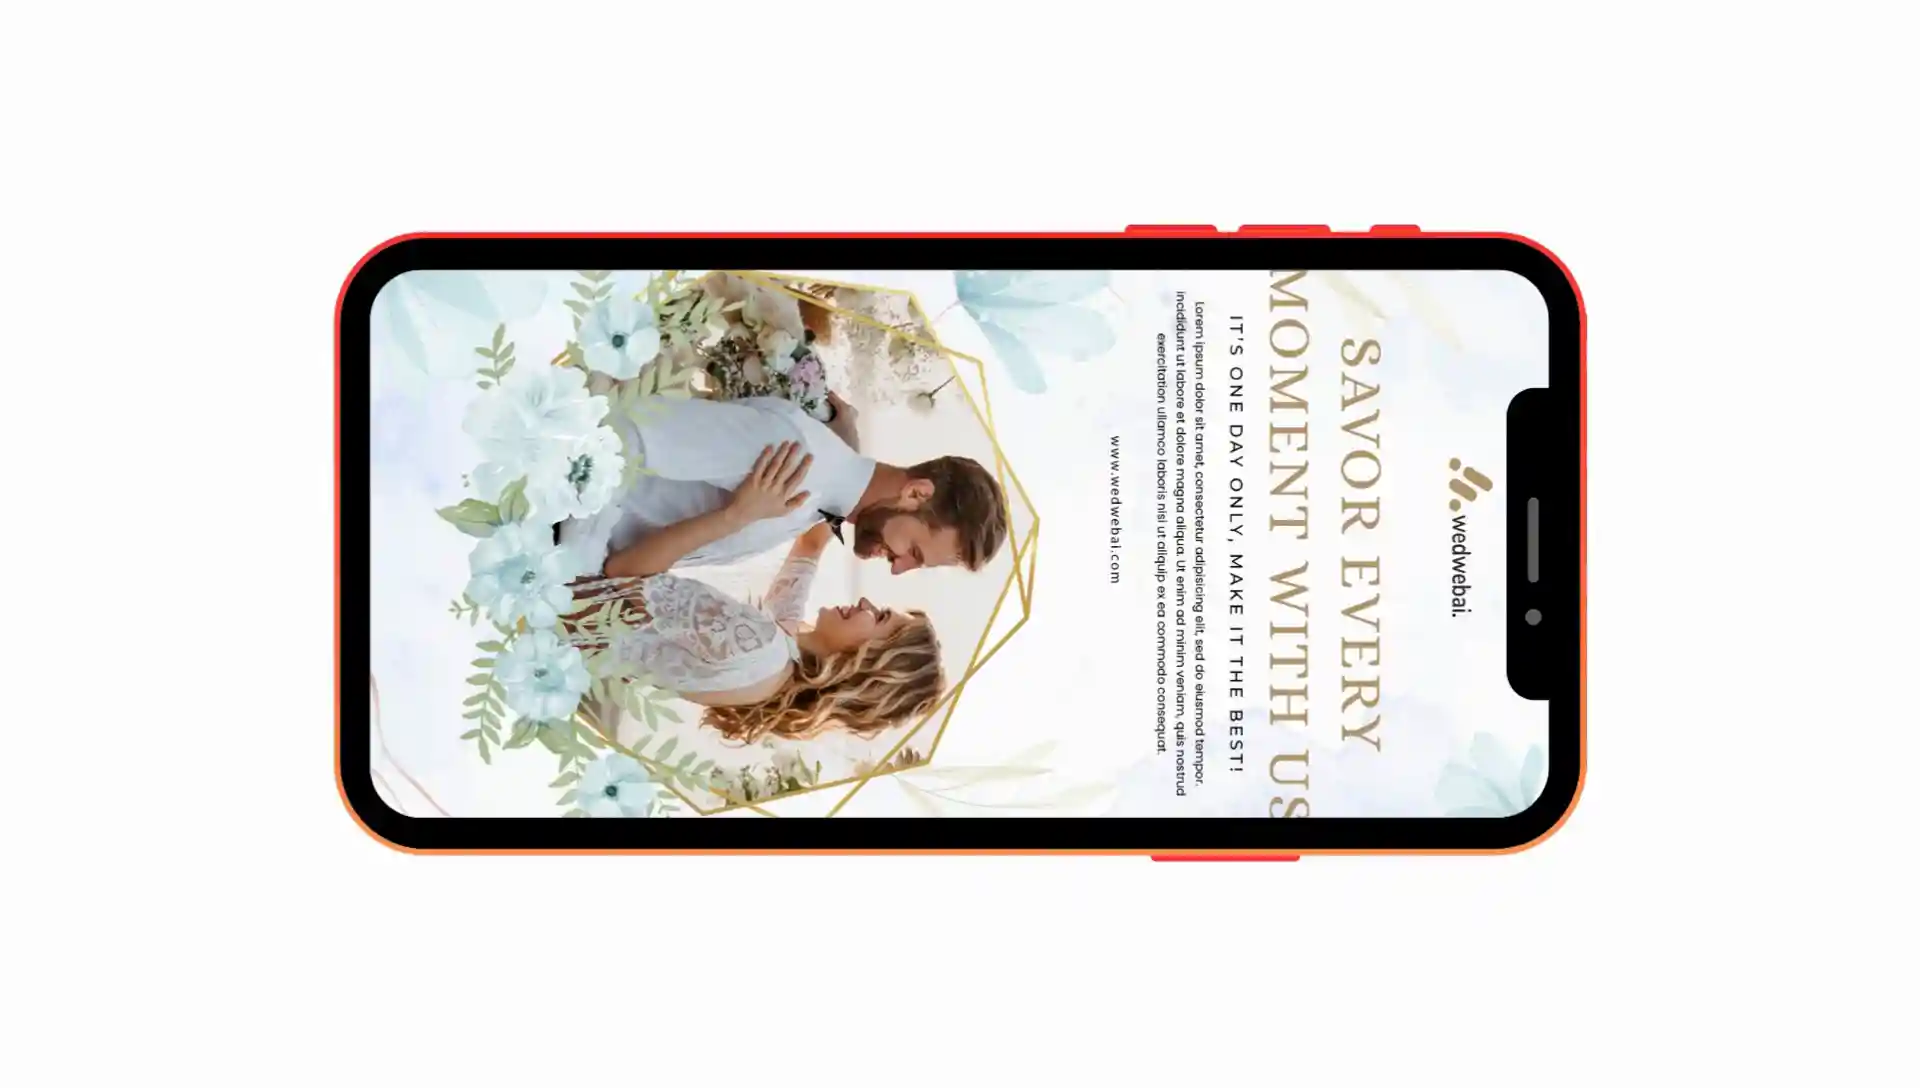 wedwebai.
SAVOR EVERY
MOMENT WITH US
IT'S ONE DAY ONLY, MAKE IT THE BEST!
Lorem ipsum dolor sit amet, consectetur adipisicing elit, sed do eiusmod tempor.
incididunt ut labore et dolore magna aliqua. Ut enim ad minim veniam, quis nostrud
exercitation ullamco laboris nisi ut aliquip ex ea commodo consequat.
www.wedwebai.com